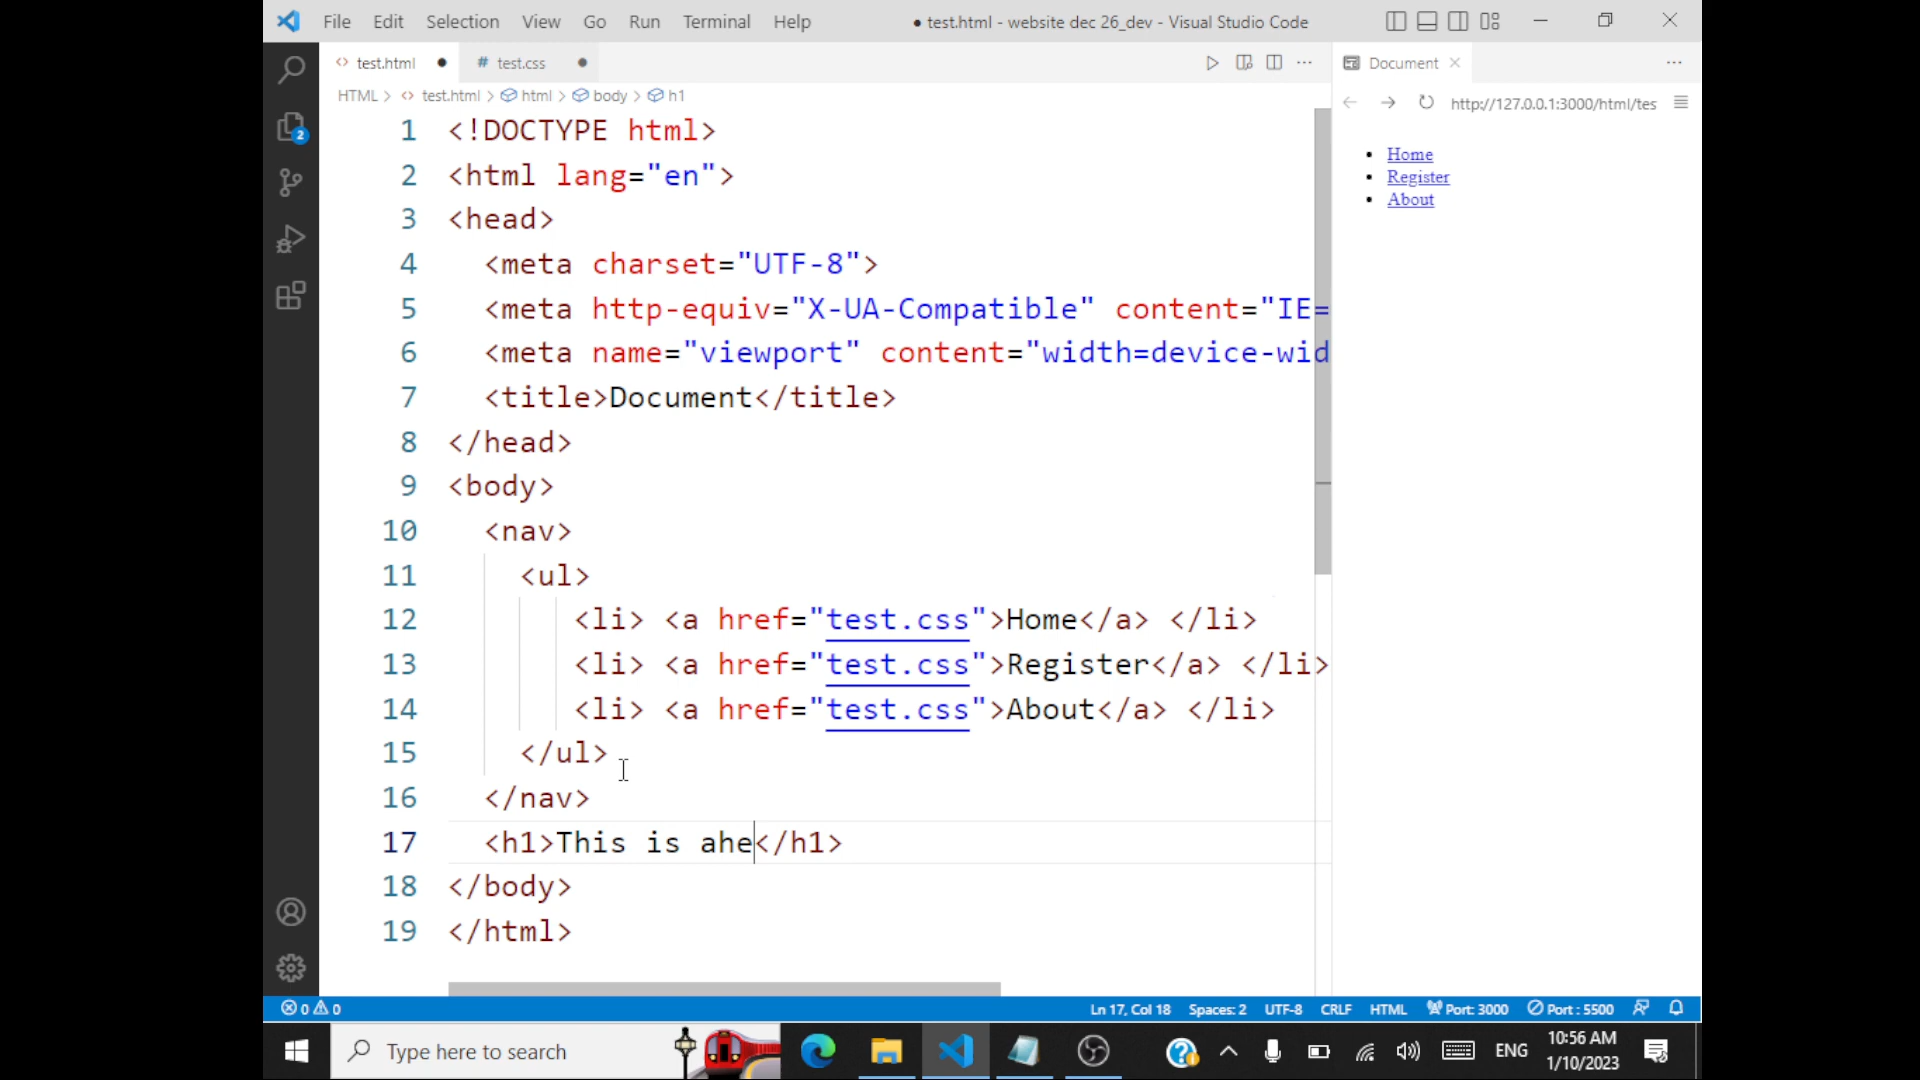 File Edit Selection View Go Run Terminal Help
● test.html - website dec 26_dev - Visual Studio Code
<> test.html ●
# test.css ●
Document
HTML > <> test.html > html > body > h1
http://127.0.0.1:3000/html/tes
1 <!DOCTYPE html>
2 <html lang="en">
3 <head>
4 <meta charset="UTF-8">
5 <meta http-equiv="X-UA-Compatible" content="IE=
6 <meta name="viewport" content="width=device-wid
7 <title>Document</title>
8 </head>
9 <body>
10 <nav>
11 <ul>
12 <li> <a href="test.css">Home</a> </li>
13 <li> <a href="test.css">Register</a> </li>
14 <li> <a href="test.css">About</a> </li>
15 </ul>
16 </nav>
17 <h1>This is ahe</h1>
18 </body>
19 </html>
• Home
• Register
• About
2
0 0
Ln 17, Col 18 Spaces: 2 UTF-8 CRLF HTML Port: 3000 Port : 5500
Type here to search
ENG
10:56 AM
1/10/2023